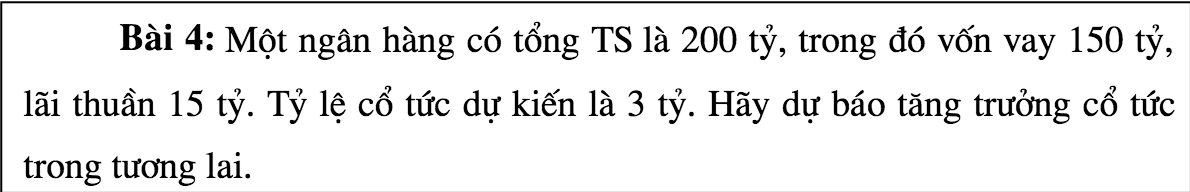 Bài 4: Một ngân hàng có tổng TS là 200 tỷ, trong đó vốn vay 150 tỷ,
lãi thuần 15 tỷ. Tỷ lệ cổ tức dự kiến là 3 tỷ. Hãy dự báo tăng trưởng cổ tức
trong tương lai.